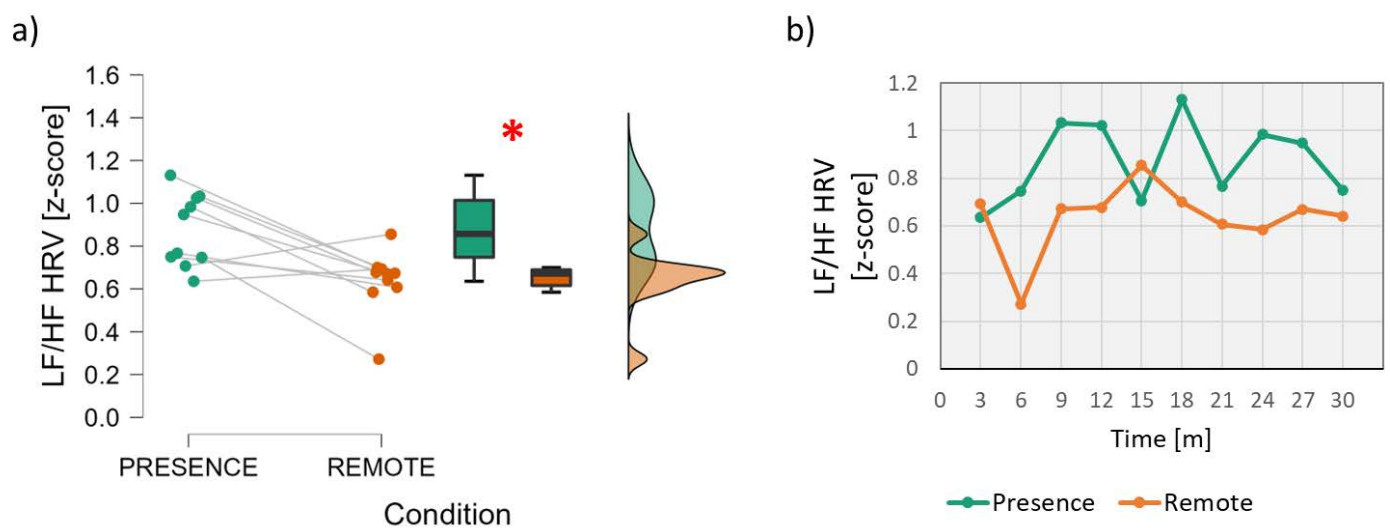 a)
LF/HF HRV [z-score]
1.6
1.4
1.2
1.0
0.8
0.6
0.4
0.2
0.0
*
PRESENCE
REMOTE
Condition
b)
LF/HF HRV
[z-score]
1.2
1
0.8
0.6
0.4
0.2
0
0 3 6 9 12 15 18 21 24 27 30
Time [m]
Presence Remote